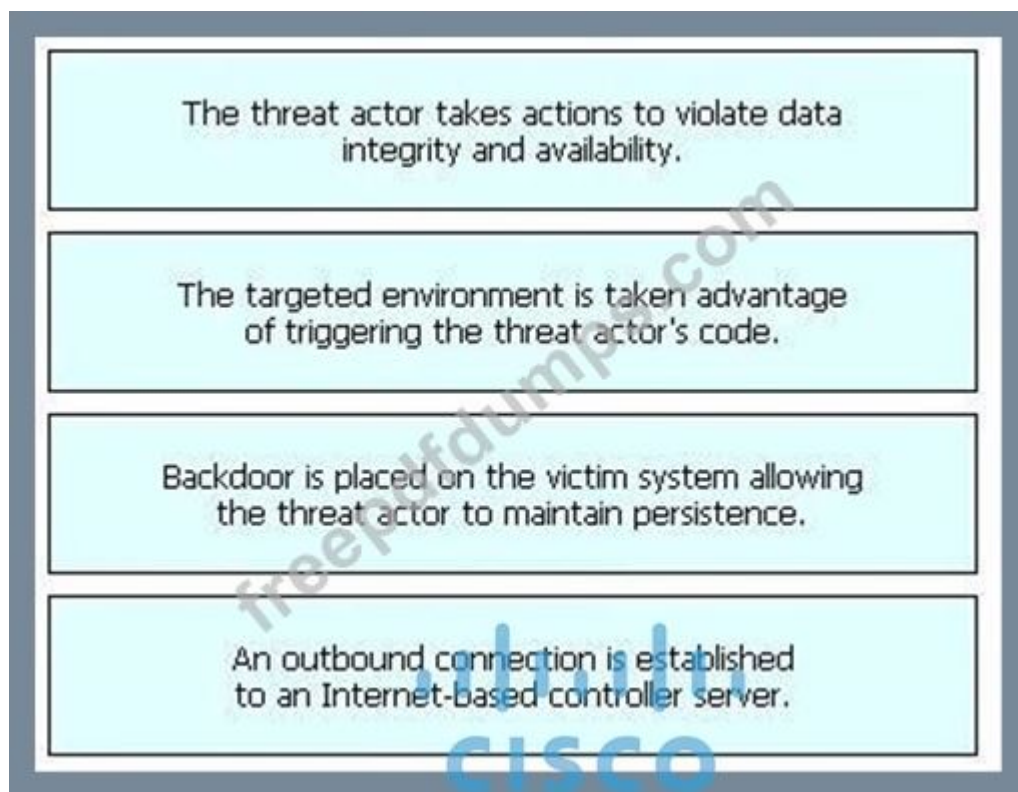 The threat actor takes actions to violate data
integrity and availability.
The targeted environment is taken advantage
of triggering the threat actor's code.
Backdoor is placed on the victim system allowing
the threat actor to maintain persistence.
An outbound connection is established
to an Internet-based controller server.
freepdfdumps.com
CISCO